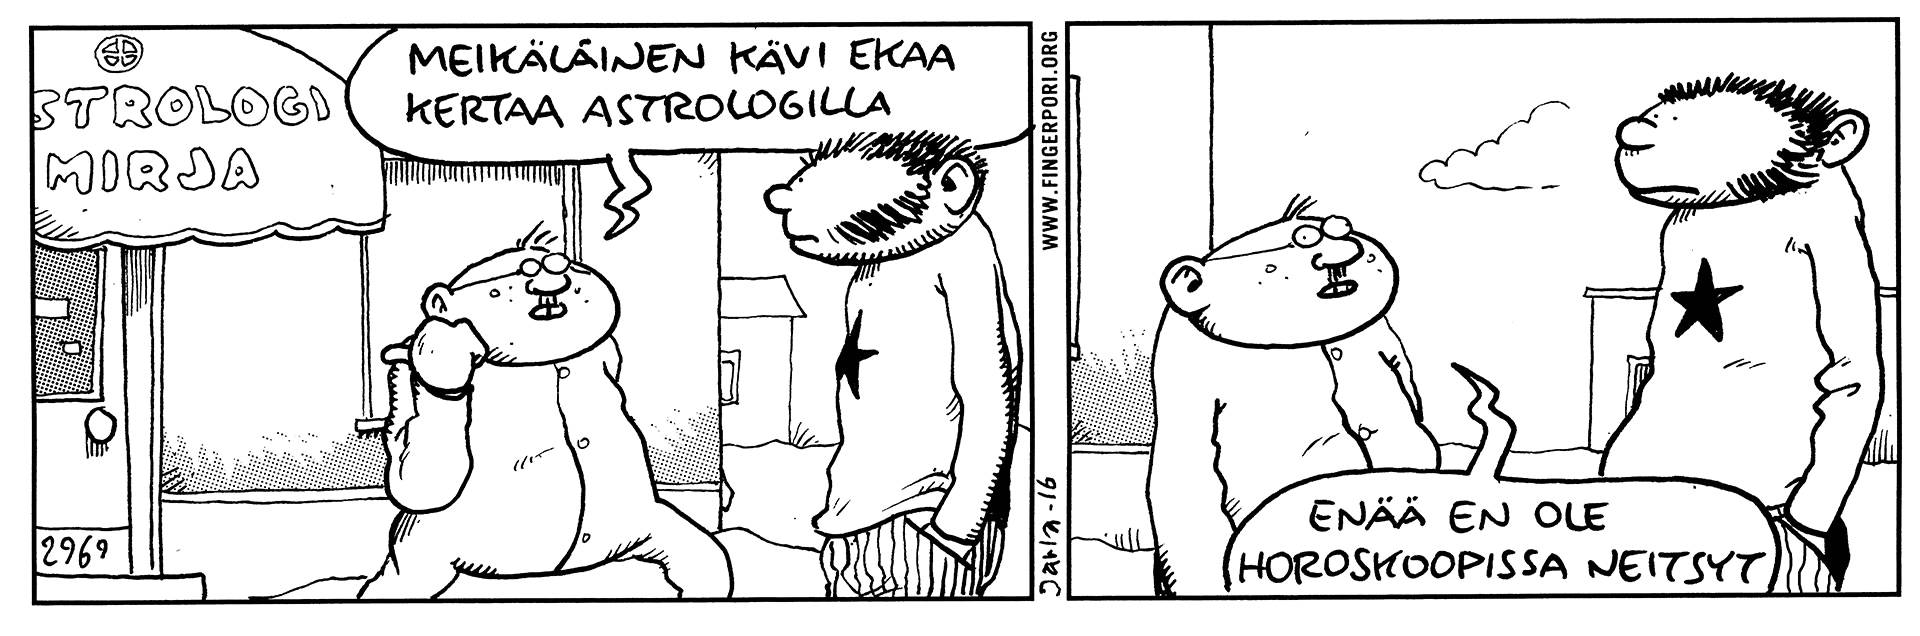 STROLOGI
MIRJA
MEIKÄLÄINEN KÄVI EKAA
KERTAA ASTROLOGILLA
2969
WWW.FINGERPORI.ORG
Jarla-16
ENÄÄ EN OLE
HOROSKOOPISSA NEITSYT